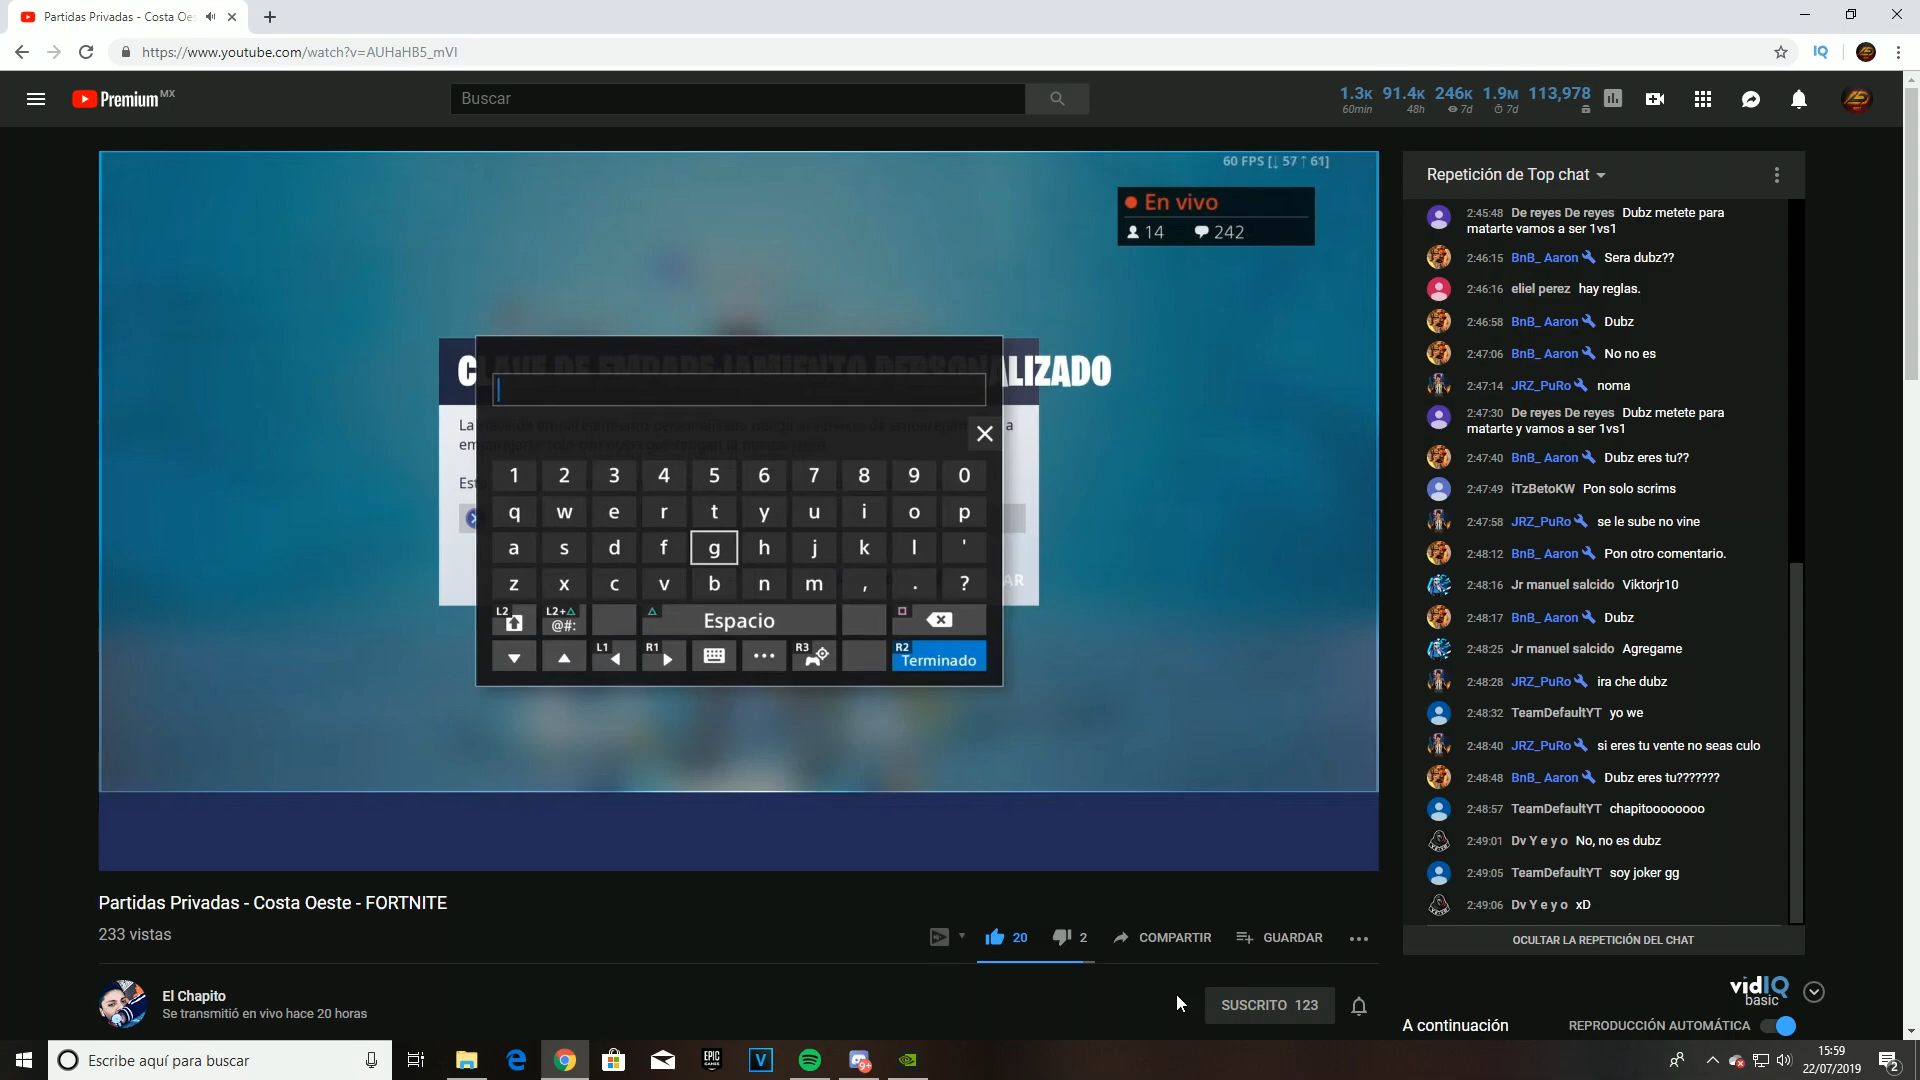 Partidas Privadas - Costa Oes
https://www.youtube.com/watch?v=AUHaHB5_mVI
IQ
Premium MX
Buscar
1.3K 91.4k 246k 1.9M 113,978
60min 48h 7d 7d
60 FPS [↓ 57 ↑ 61]
En vivo
14 242
ALIZADO
La
a
em
Est
AR
1 2 3 4 5 6 7 8 9 0
q w e r t y u i o p
a s d f g h j k l '
z x c v b n m , . ?
L2 L2+△ △ Espacio
@#:
L1 R1 R3 R2
Terminado
Repetición de Top chat
2:45:48 De reyes De reyes Dubz metete para
matarte vamos a ser 1vs1
2:46:15 BnB_ Aaron Sera dubz??
2:46:16 eliel perez hay reglas.
2:46:58 BnB_ Aaron Dubz
2:47:06 BnB_ Aaron No no es
2:47:14 JRZ_PuRo noma
2:47:30 De reyes De reyes Dubz metete para
matarte y vamos a ser 1vs1
2:47:40 BnB_ Aaron Dubz eres tu??
2:47:49 iTzBetoKW Pon solo scrims
2:47:58 JRZ_PuRo se le sube no vine
2:48:12 BnB_ Aaron Pon otro comentario.
2:48:16 Jr manuel salcido Viktorjr10
2:48:17 BnB_ Aaron Dubz
2:48:25 Jr manuel salcido Agregame
2:48:28 JRZ_PuRo ira che dubz
2:48:32 TeamDefaultYT yo we
2:48:40 JRZ_PuRo si eres tu vente no seas culo
2:48:48 BnB_ Aaron Dubz eres tu???????
2:48:57 TeamDefaultYT chapitoooooooo
2:49:01 Dv Y e y o No, no es dubz
2:49:05 TeamDefaultYT soy joker gg
2:49:06 Dv Y e y o xD
OCULTAR LA REPETICIÓN DEL CHAT
Partidas Privadas - Costa Oeste - FORTNITE
233 vistas
20 2 COMPARTIR GUARDAR
El Chapito
Se transmitió en vivo hace 20 horas
SUSCRITO 123
vidIQ
basic
A continuación REPRODUCCIÓN AUTOMÁTICA
Escribe aquí para buscar
EPIC
GAMES
V
9+
15:59
22/07/2019
2